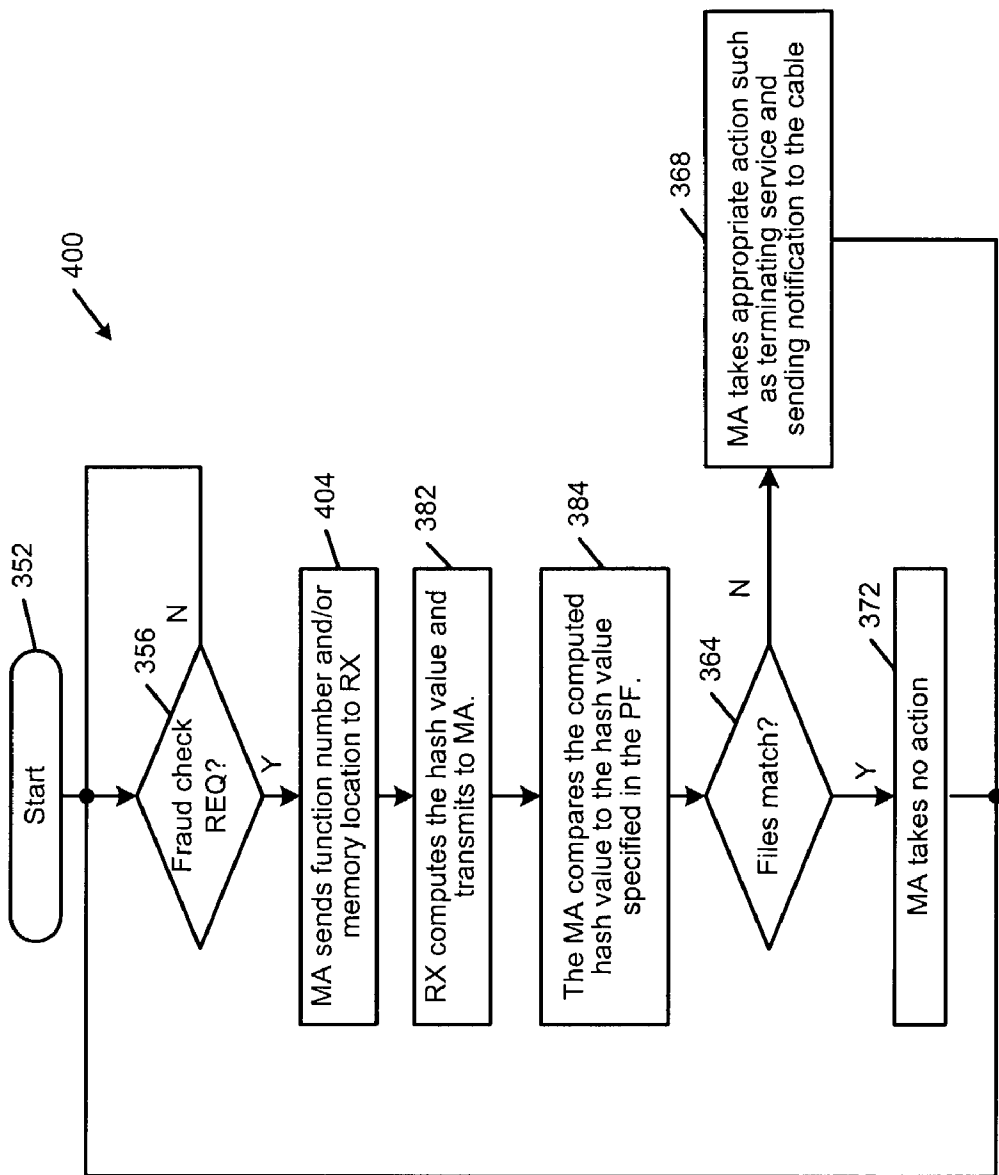 400
Start
352
Fraud check
REQ?
356
N
Y
MA sends function number and/or
memory location to RX
404
RX computes the hash value and
transmits to MA.
382
The MA compares the computed
hash value to the hash value
specified in the PF.
384
Files match?
364
N
Y
MA takes appropriate action such
as terminating service and
sending notification to the cable
368
MA takes no action
372